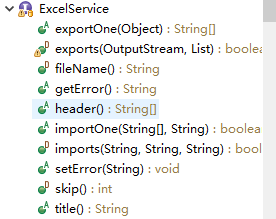 ExcelService
exportOne(Object) : String[]
exports(OutputStream, List) : boolea
fileName() : String
getError() : String
header() : String[]
importOne(String[], String) : boolea
imports(String, String, String) : boolea
setError(String) : void
skip() : int
title() : String